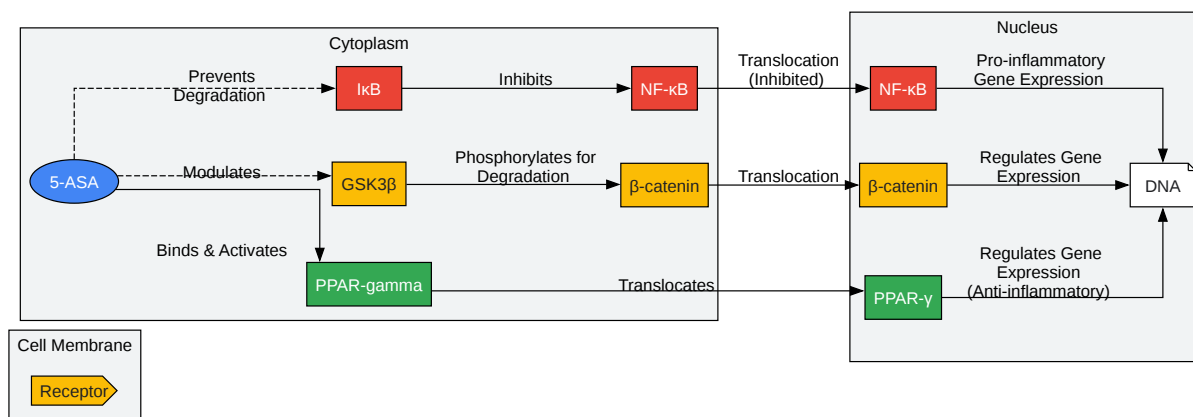 Cytoplasm
Nucleus
Prevents
Degradation
IκB
Inhibits
NF-κB
Translocation
(Inhibited)
NF-κB
Pro-inflammatory
Gene Expression
5-ASA
Modulates
GSK3β
Phosphorylates for
Degradation
β-catenin
Translocation
β-catenin
Regulates Gene
Expression
DNA
Binds & Activates
PPAR-gamma
Translocates
PPAR-γ
Regulates Gene
Expression
(Anti-inflammatory)
Cell Membrane
Receptor